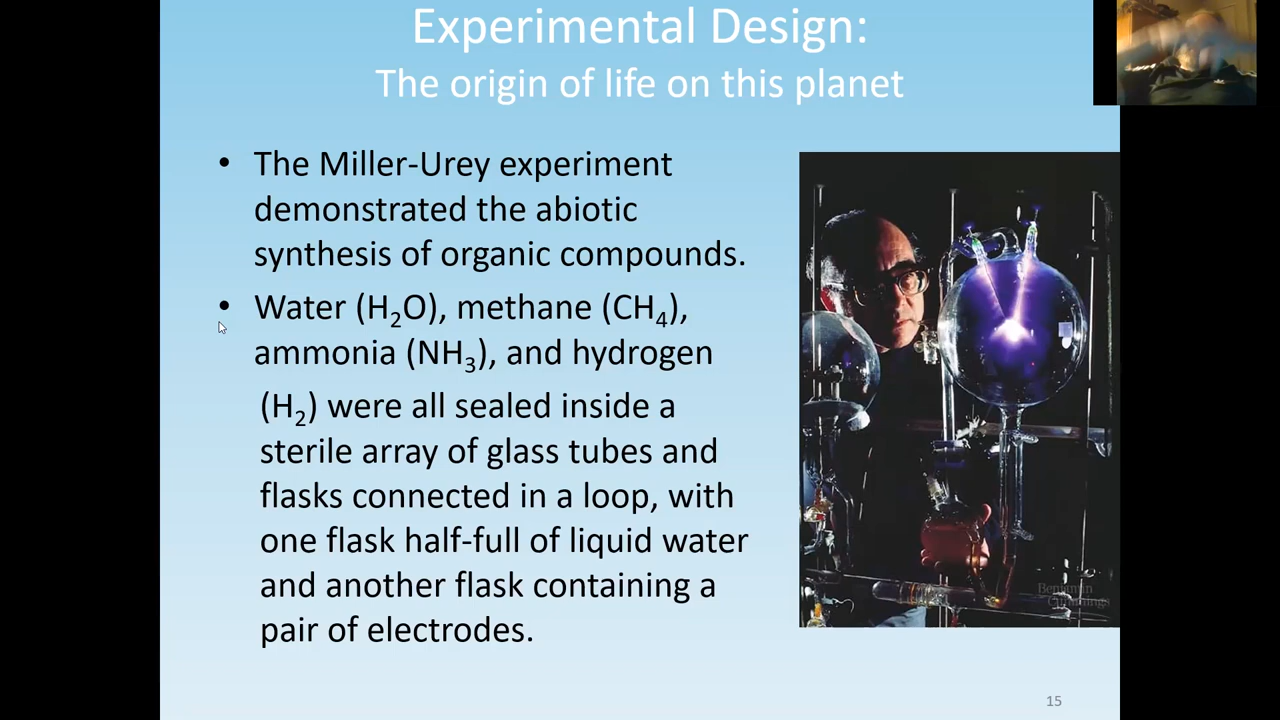 Experimental Design:
The origin of life on this planet
• The Miller-Urey experiment
demonstrated the abiotic
synthesis of organic compounds.
• Water (H₂O), methane (CH₄),
ammonia (NH₃), and hydrogen
(H₂) were all sealed inside a
sterile array of glass tubes and
flasks connected in a loop, with
one flask half-full of liquid water
and another flask containing a
pair of electrodes.
Benjamin
Cummings
15